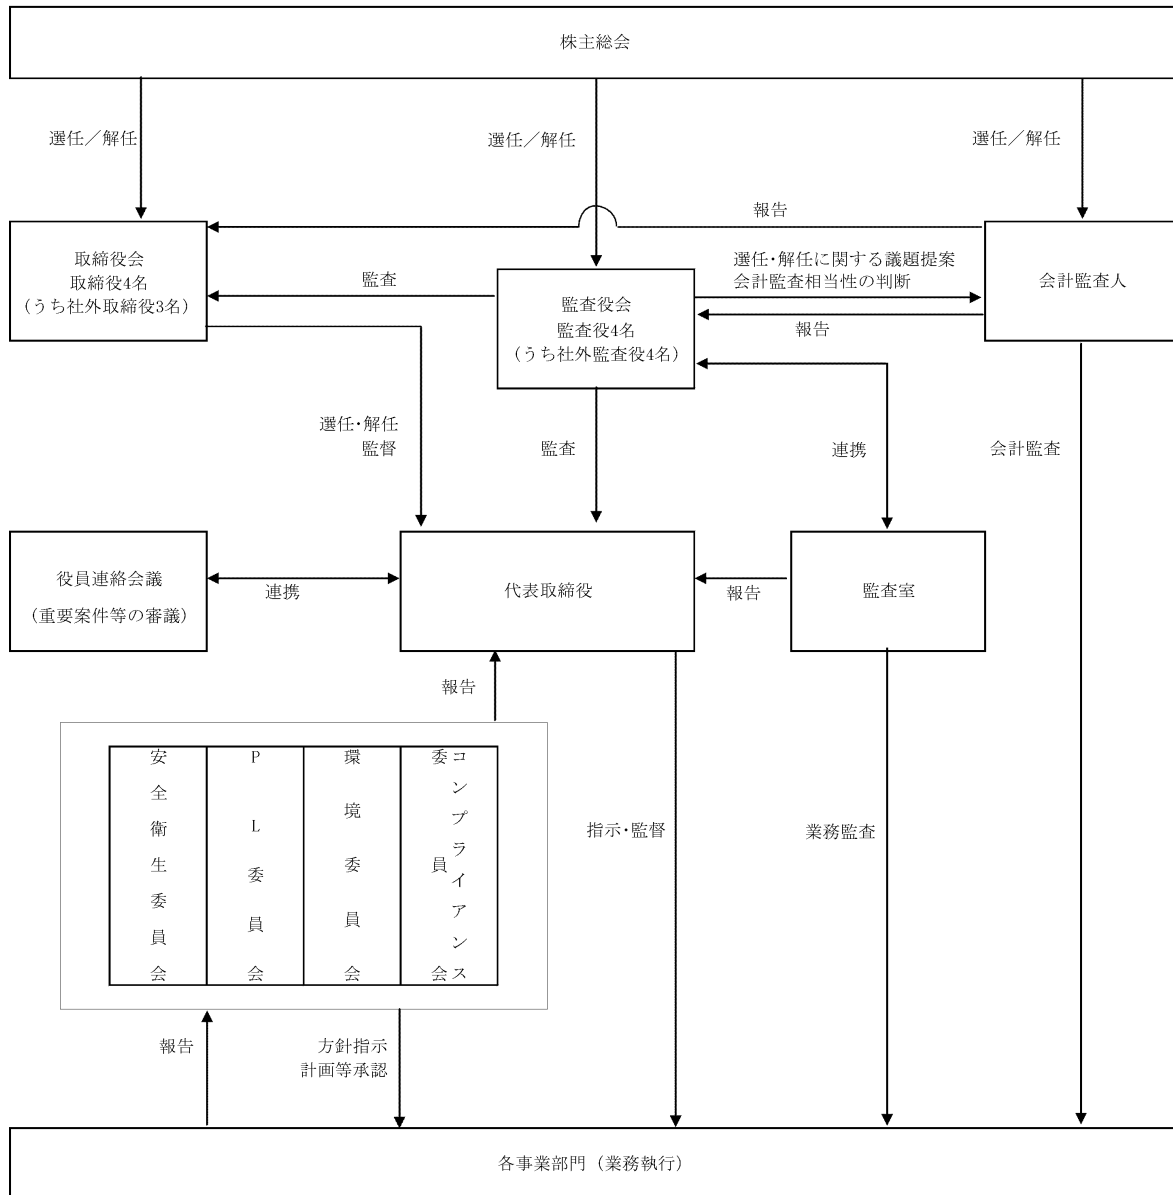 株主総会
選任／解任
選任／解任
選任／解任
報告
取締役会
取締役4名
（うち社外取締役3名）
監査
監査役会
監査役4名
（うち社外監査役4名）
選任・解任に関する議題提案
会計監査相当性の判断
報告
会計監査人
選任・解任
監督
監査
連携
会計監査
役員連絡会議
（重要案件等の審議）
連携
代表取締役
報告
監査室
報告
安全衛生委員会
PL委員会
環境委員会
コンプライアンス
委員会
指示・監督
業務監査
報告
方針指示
計画等承認
各事業部門（業務執行）